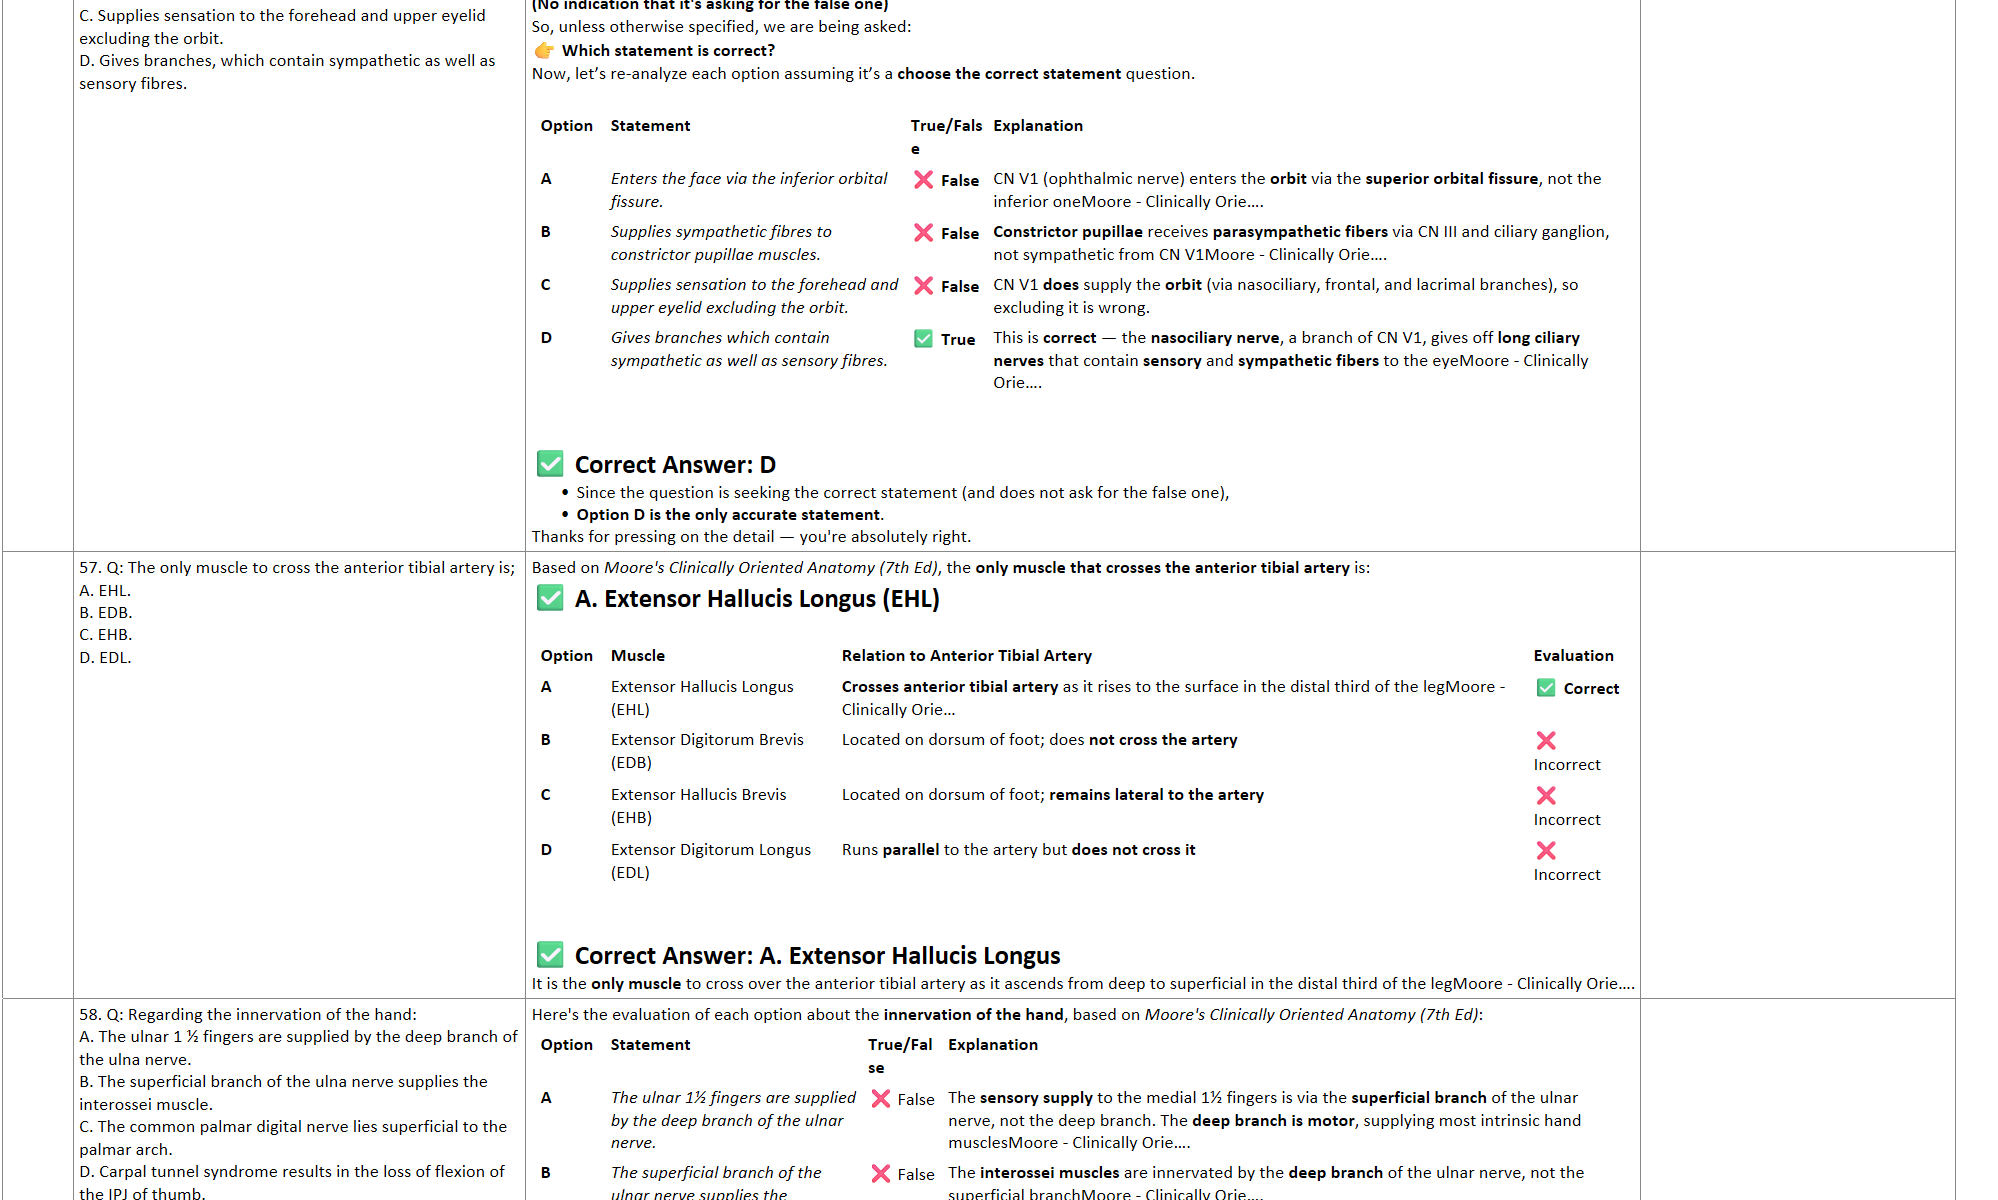 C. Supplies sensation to the forehead and upper eyelid
excluding the orbit.
D. Gives branches, which contain sympathetic as well as
sensory fibres.
(No indication that it's asking for the false one)
So, unless otherwise specified, we are being asked:
👉 Which statement is correct?
Now, let's re-analyze each option assuming it's a choose the correct statement question.
Option Statement True/Fals Explanation
e
A Enters the face via the inferior orbital ❌ False CN V1 (ophthalmic nerve) enters the orbit via the superior orbital fissure, not the
fissure. inferior oneMoore - Clinically Orie....
B Supplies sympathetic fibres to ❌ False Constrictor pupillae receives parasympathetic fibers via CN III and ciliary ganglion,
constrictor pupillae muscles. not sympathetic from CN V1Moore - Clinically Orie....
C Supplies sensation to the forehead and ❌ False CN V1 does supply the orbit (via nasociliary, frontal, and lacrimal branches), so
upper eyelid excluding the orbit. excluding it is wrong.
D Gives branches which contain ✅ True This is correct — the nasociliary nerve, a branch of CN V1, gives off long ciliary
sympathetic as well as sensory fibres. nerves that contain sensory and sympathetic fibers to the eyeMoore - Clinically
Orie....
✅ Correct Answer: D
• Since the question is seeking the correct statement (and does not ask for the false one),
• Option D is the only accurate statement.
Thanks for pressing on the detail — you're absolutely right.
57. Q: The only muscle to cross the anterior tibial artery is;
A. EHL.
B. EDB.
C. EHB.
D. EDL.
Based on Moore's Clinically Oriented Anatomy (7th Ed), the only muscle that crosses the anterior tibial artery is:
✅ A. Extensor Hallucis Longus (EHL)
Option Muscle Relation to Anterior Tibial Artery Evaluation
A Extensor Hallucis Longus Crosses anterior tibial artery as it rises to the surface in the distal third of the legMoore - ✅ Correct
(EHL) Clinically Orie...
B Extensor Digitorum Brevis Located on dorsum of foot; does not cross the artery ❌
(EDB) Incorrect
C Extensor Hallucis Brevis Located on dorsum of foot; remains lateral to the artery ❌
(EHB) Incorrect
D Extensor Digitorum Longus Runs parallel to the artery but does not cross it ❌
(EDL) Incorrect
✅ Correct Answer: A. Extensor Hallucis Longus
It is the only muscle to cross over the anterior tibial artery as it ascends from deep to superficial in the distal third of the legMoore - Clinically Orie....
58. Q: Regarding the innervation of the hand:
A. The ulnar 1 ½ fingers are supplied by the deep branch of
the ulna nerve.
B. The superficial branch of the ulna nerve supplies the
interossei muscle.
C. The common palmar digital nerve lies superficial to the
palmar arch.
D. Carpal tunnel syndrome results in the loss of flexion of
the IPJ of thumb.
Here's the evaluation of each option about the innervation of the hand, based on Moore's Clinically Oriented Anatomy (7th Ed):
Option Statement True/Fal Explanation
se
A The ulnar 1½ fingers are supplied ❌ False The sensory supply to the medial 1½ fingers is via the superficial branch of the ulnar
by the deep branch of the ulnar nerve, not the deep branch. The deep branch is motor, supplying most intrinsic hand
nerve. musclesMoore - Clinically Orie....
B The superficial branch of the ❌ False The interossei muscles are innervated by the deep branch of the ulnar nerve, not the
ulnar nerve supplies the superficial branchMoore - Clinically Orie....